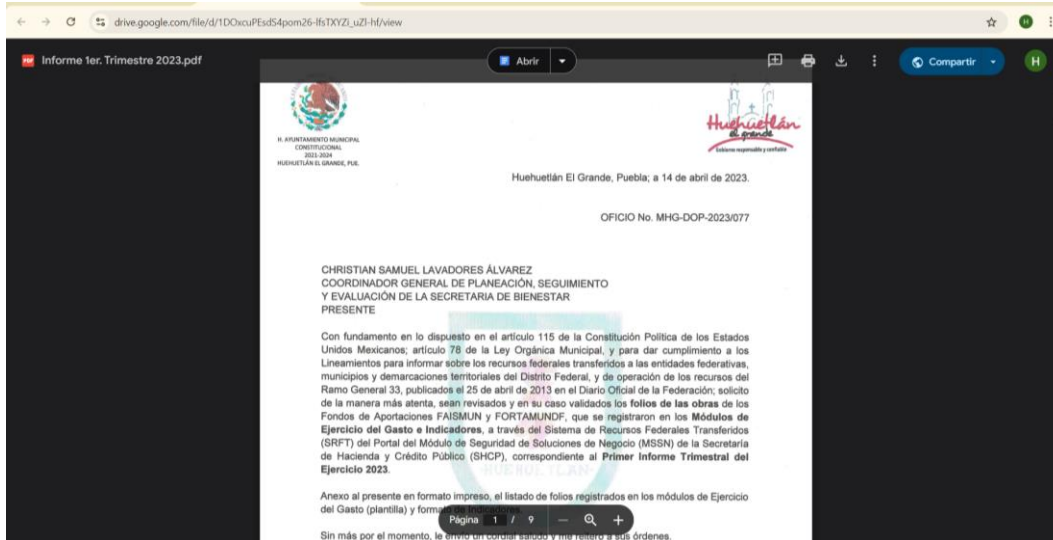 drive.google.com/file/d/1DOxcuPEsdS4pom26-lfsTXYZi_uZl-hf/view
H
PDF
Informe 1er. Trimestre 2023.pdf
Abrir
Compartir
H
H. AYUNTAMIENTO MUNICIPAL
CONSTITUCIONAL
2021-2024
HUEHUETLÁN EL GRANDE, PUE.
Huehuetlán
el grande
Gobierno responsable y confiable
Huehuetlán El Grande, Puebla; a 14 de abril de 2023.
OFICIO No. MHG-DOP-2023/077
CHRISTIAN SAMUEL LAVADORES ÁLVAREZ
COORDINADOR GENERAL DE PLANEACIÓN, SEGUIMIENTO
Y EVALUACIÓN DE LA SECRETARIA DE BIENESTAR
PRESENTE
Con fundamento en lo dispuesto en el artículo 115 de la Constitución Política de los Estados
Unidos Mexicanos; artículo 78 de la Ley Orgánica Municipal, y para dar cumplimiento a los
Lineamientos para informar sobre los recursos federales transferidos a las entidades federativas,
municipios y demarcaciones territoriales del Distrito Federal, y de operación de los recursos del
Ramo General 33, publicados el 25 de abril de 2013 en el Diario Oficial de la Federación; solicito
de la manera más atenta, sean revisados y en su caso validados los folios de las obras de los
Fondos de Aportaciones FAISMUN y FORTAMUNDF, que se registraron en los Módulos de
Ejercicio del Gasto e Indicadores, a través del Sistema de Recursos Federales Transferidos
(SRFT) del Portal del Módulo de Seguridad de Soluciones de Negocio (MSSN) de la Secretaría
de Hacienda y Crédito Público (SHCP), correspondiente al Primer Informe Trimestral del
Ejercicio 2023.
HUEHUETLAN
Anexo al presente en formato impreso, el listado de folios registrados en los módulos de Ejercicio
del Gasto (plantilla) y formato de Indicadores.
Página 1 / 9
Sin más por el momento, le envío un cordial saludo y me reitero a sus órdenes.